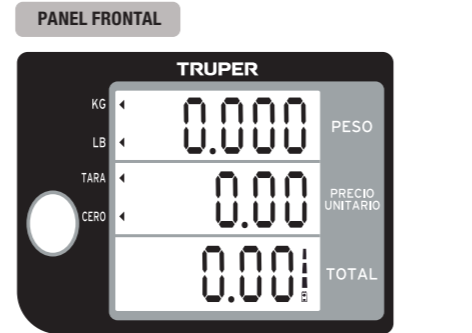 PANEL FRONTAL
TRUPER
KG
LB
0.000
PESO
TARA
CERO
0.00
PRECIO
UNITARIO
0.00
TOTAL